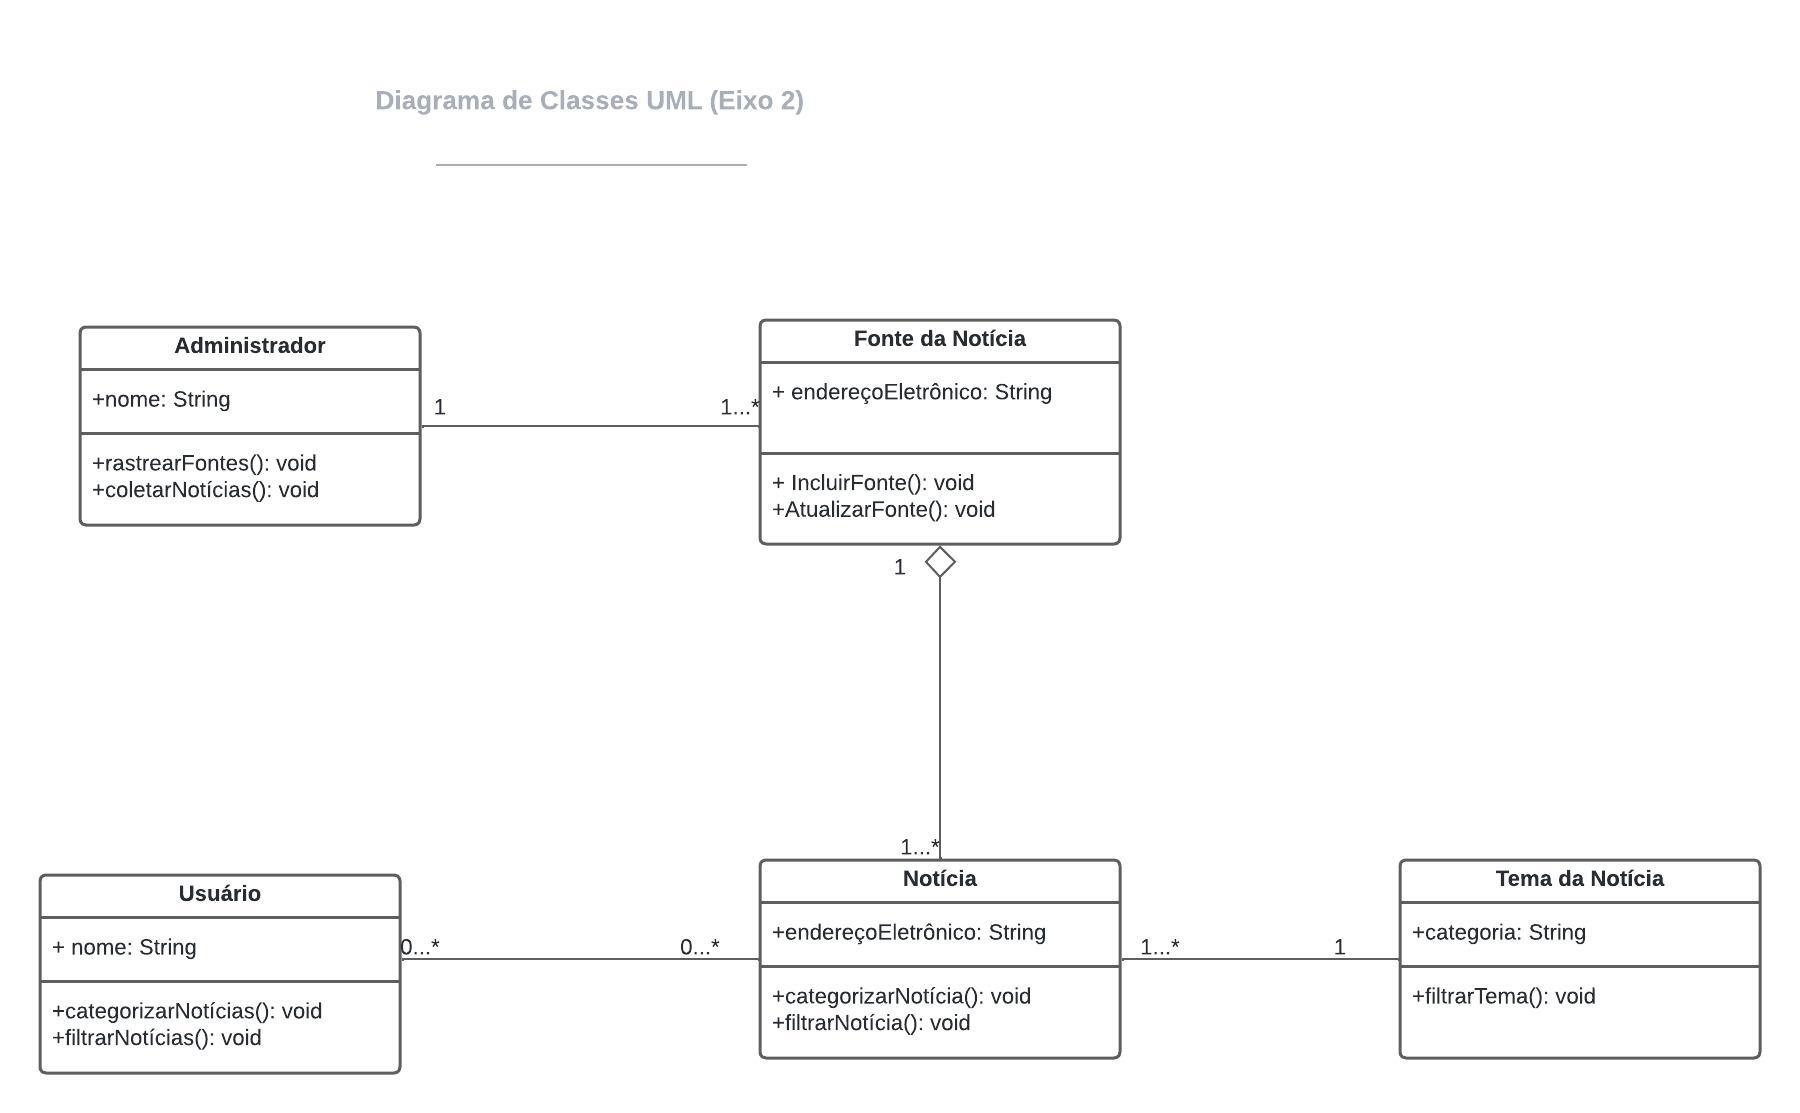 Diagrama de Classes UML (Eixo 2)
Administrador
+nome: String
+rastrearFontes(): void
+coletarNotícias(): void
1
1...*
Fonte da Notícia
+ endereçoEletrônico: String
+ IncluirFonte(): void
+AtualizarFonte(): void
1
1...*
Usuário
+ nome: String
+categorizarNotícias(): void
+filtrarNotícias(): void
0...*
0...*
Notícia
+endereçoEletrônico: String
+categorizarNotícia(): void
+filtrarNotícia(): void
1...*
1
Tema da Notícia
+categoria: String
+filtrarTema(): void